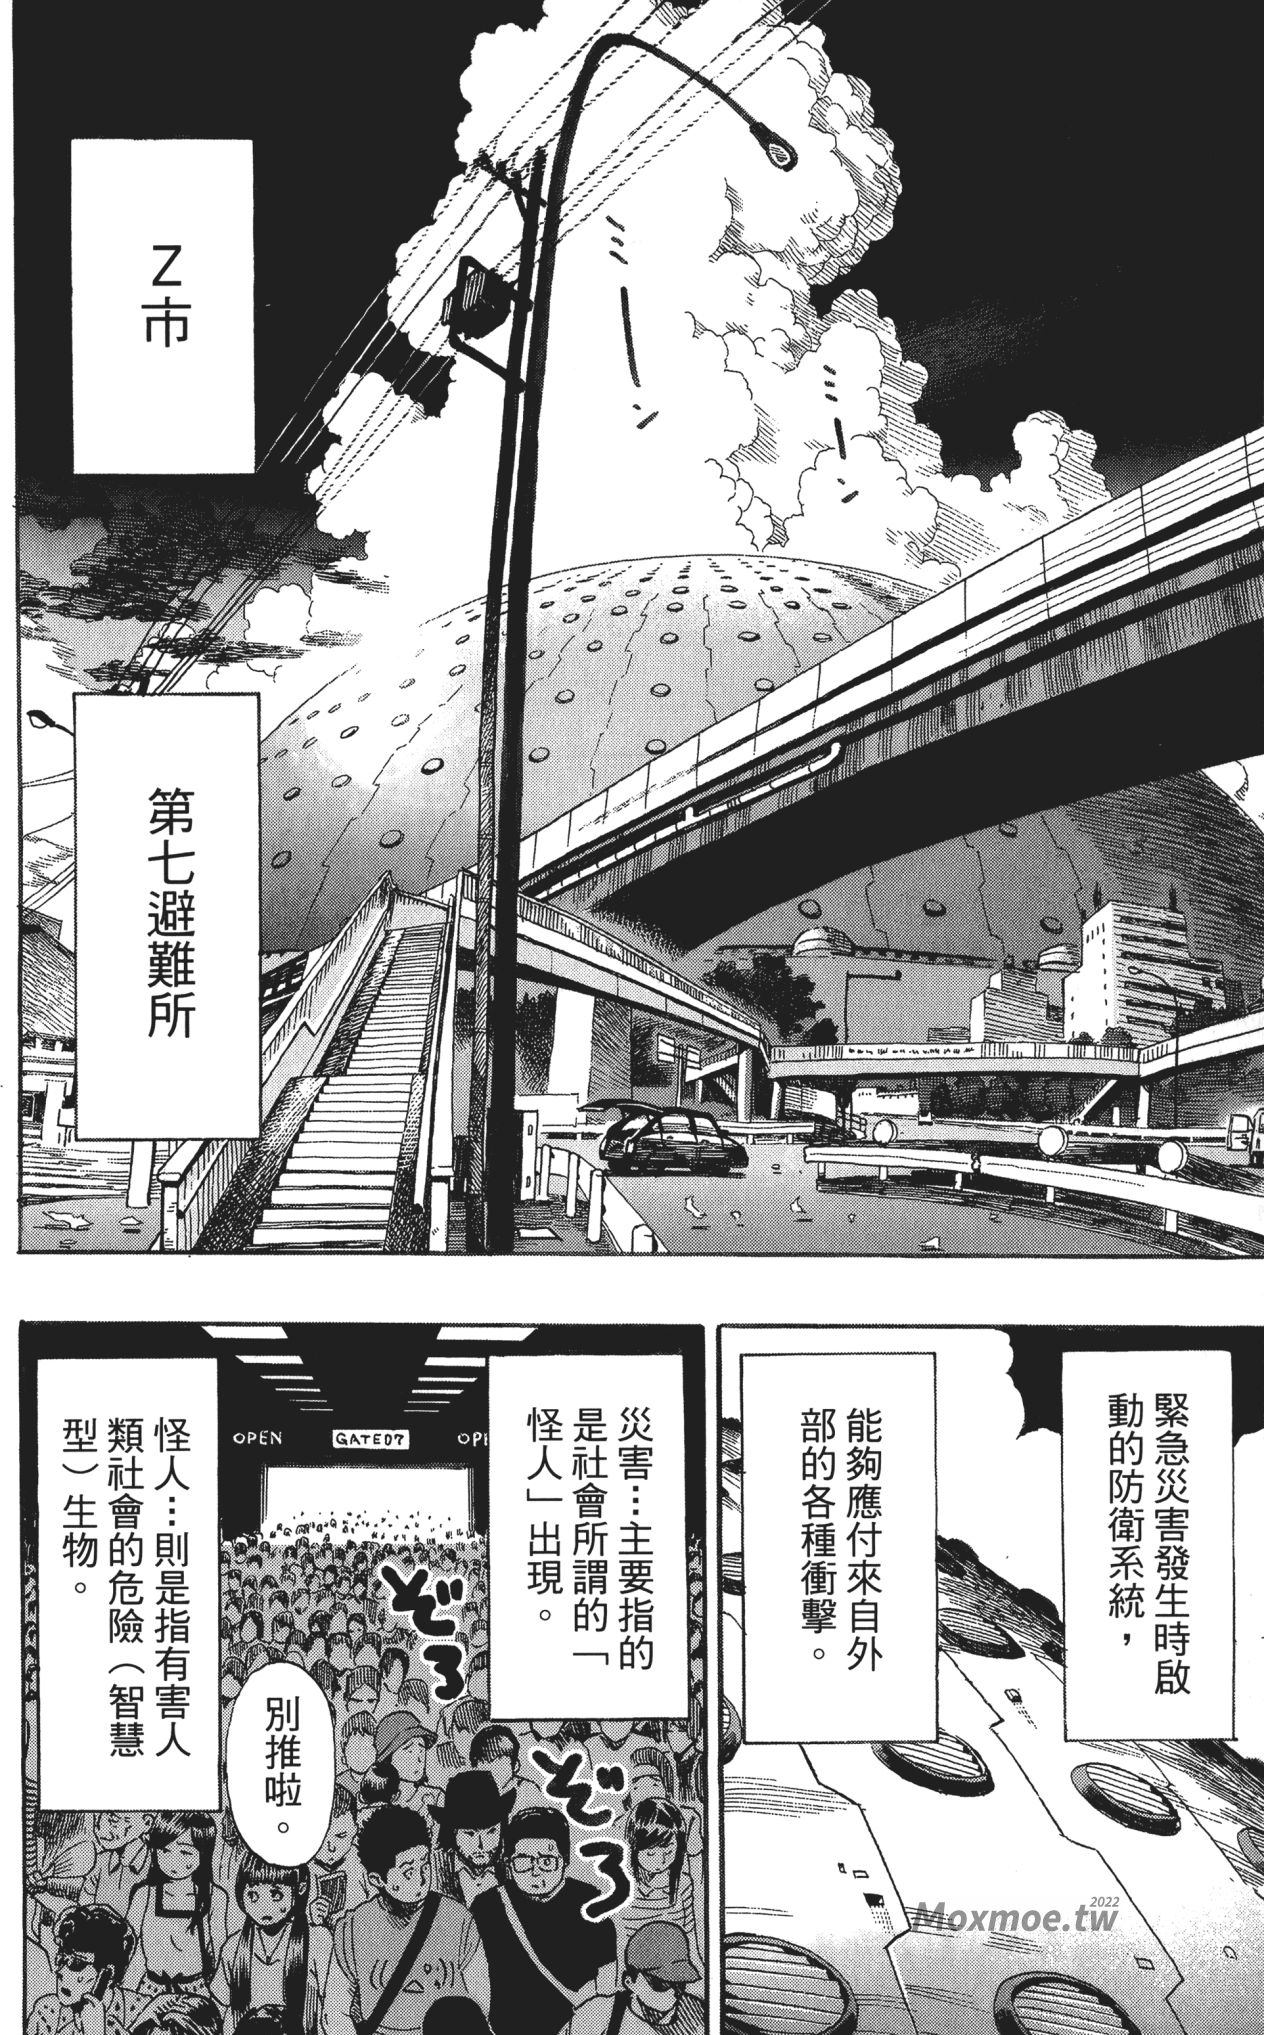 Z市
第七避難所
ミーン
ミーン
緊急災害發生時啟
動的防衛系統，
能夠應付來自外
部的各種衝擊。
災害…主要指的
是社會所謂的「
怪人」出現。
OPEN
GATE07
OPE
怪人…則是指有害人
類社會的危險（智慧
型）生物。
ぞろ
別推啦。
ぞろ
Moxmoe.tw
2022